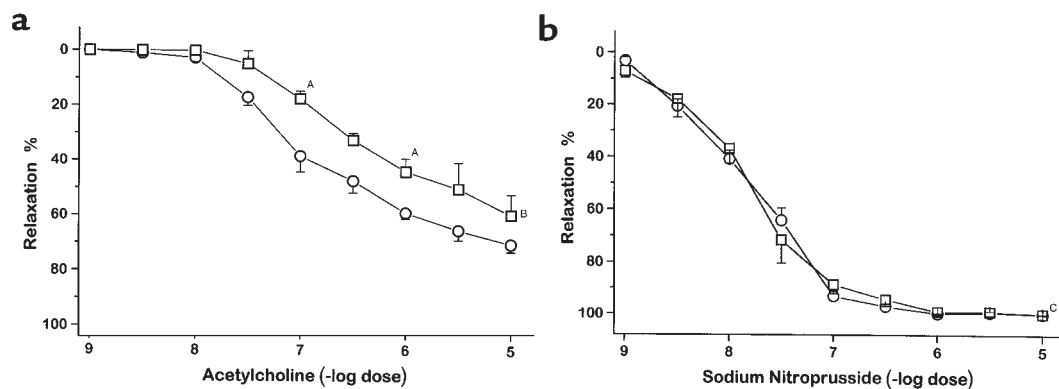 a
0
20
40
60
80
100
Relaxation %
A
A
B
9
8
7
6
5
Acetylcholine (-log dose)
b
0
20
40
60
80
100
Relaxation %
C
9
8
7
6
5
Sodium Nitroprusside (-log dose)